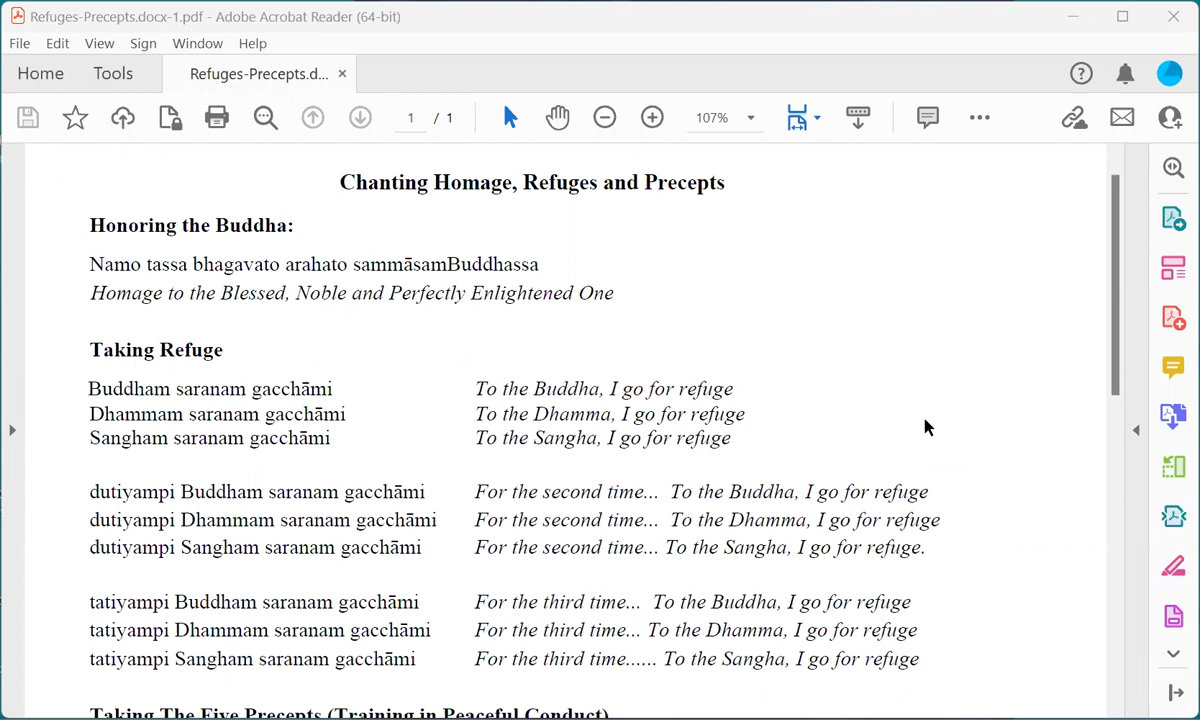 Refuges-Precepts.docx-1.pdf - Adobe Acrobat Reader (64-bit)
File Edit View Sign Window Help
Home Tools Refuges-Precepts.d... ×
1 / 1 107%
Chanting Homage, Refuges and Precepts
Honoring the Buddha:
Namo tassa bhagavato arahato sammāsamBuddhassa
Homage to the Blessed, Noble and Perfectly Enlightened One
Taking Refuge
Buddham saranam gacchāmi To the Buddha, I go for refuge
Dhammam saranam gacchāmi To the Dhamma, I go for refuge
Sangham saranam gacchāmi To the Sangha, I go for refuge
dutiyampi Buddham saranam gacchāmi For the second time... To the Buddha, I go for refuge
dutiyampi Dhammam saranam gacchāmi For the second time... To the Dhamma, I go for refuge
dutiyampi Sangham saranam gacchāmi For the second time... To the Sangha, I go for refuge.
tatiyampi Buddham saranam gacchāmi For the third time... To the Buddha, I go for refuge
tatiyampi Dhammam saranam gacchāmi For the third time... To the Dhamma, I go for refuge
tatiyampi Sangham saranam gacchāmi For the third time...... To the Sangha, I go for refuge
Taking The Five Precepts (Training in Peaceful Conduct)